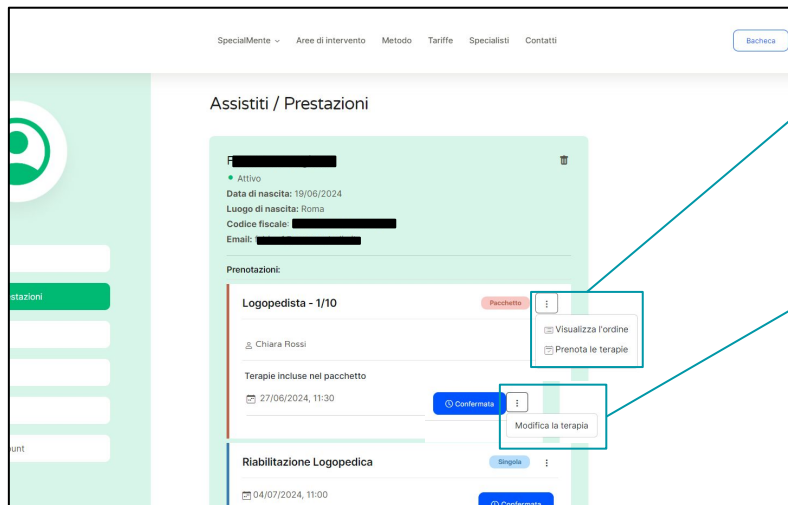 SpecialMente Aree di intervento Metodo Tariffe Specialisti Contatti
Bacheca
Assistiti / Prestazioni
Attivo
Data di nascita: 19/06/2024
Luogo di nascita: Roma
Codice fiscale:
Email:
Prenotazioni:
Logopedista - 1/10
Pacchetto
Visualizza l'ordine
Prenota le terapie
Chiara Rossi
Terapie incluse nel pacchetto
27/06/2024, 11:30
Confermata
Modifica la terapia
Riabilitazione Logopedica
Singola
04/07/2024, 11:00
Confermata